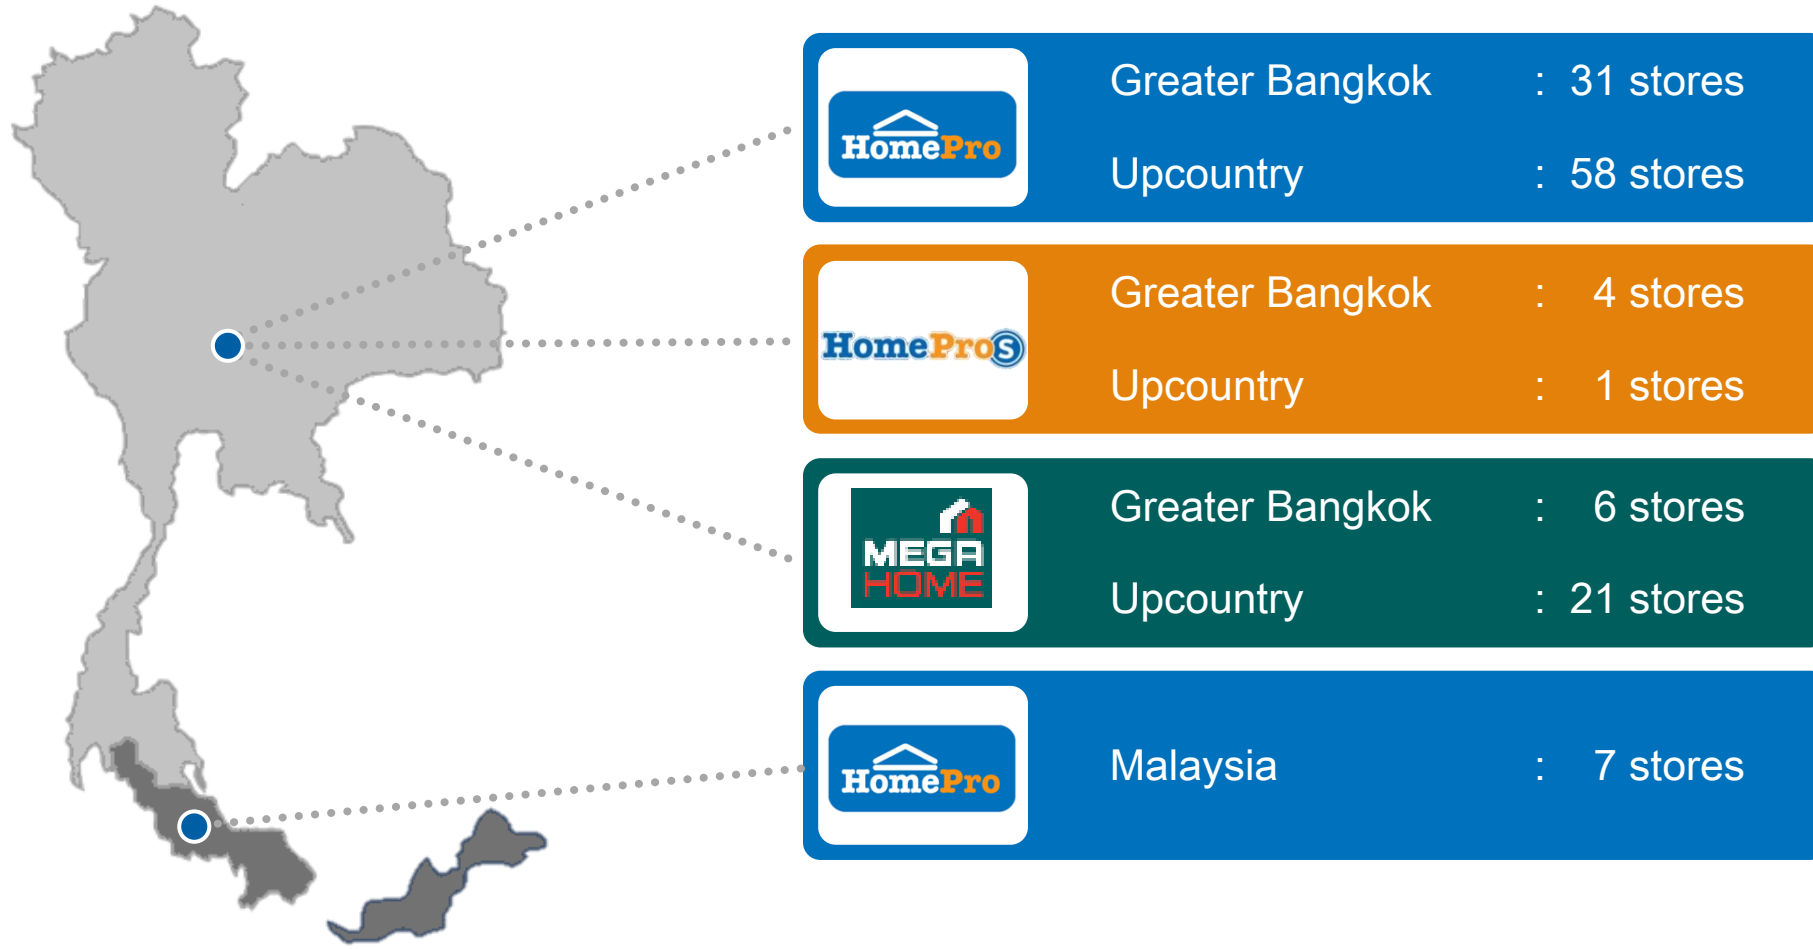 HomePro
Greater Bangkok : 31 stores
Upcountry : 58 stores
HomePro S
Greater Bangkok : 4 stores
Upcountry : 1 stores
MEGA
HOME
Greater Bangkok : 6 stores
Upcountry : 21 stores
HomePro
Malaysia : 7 stores